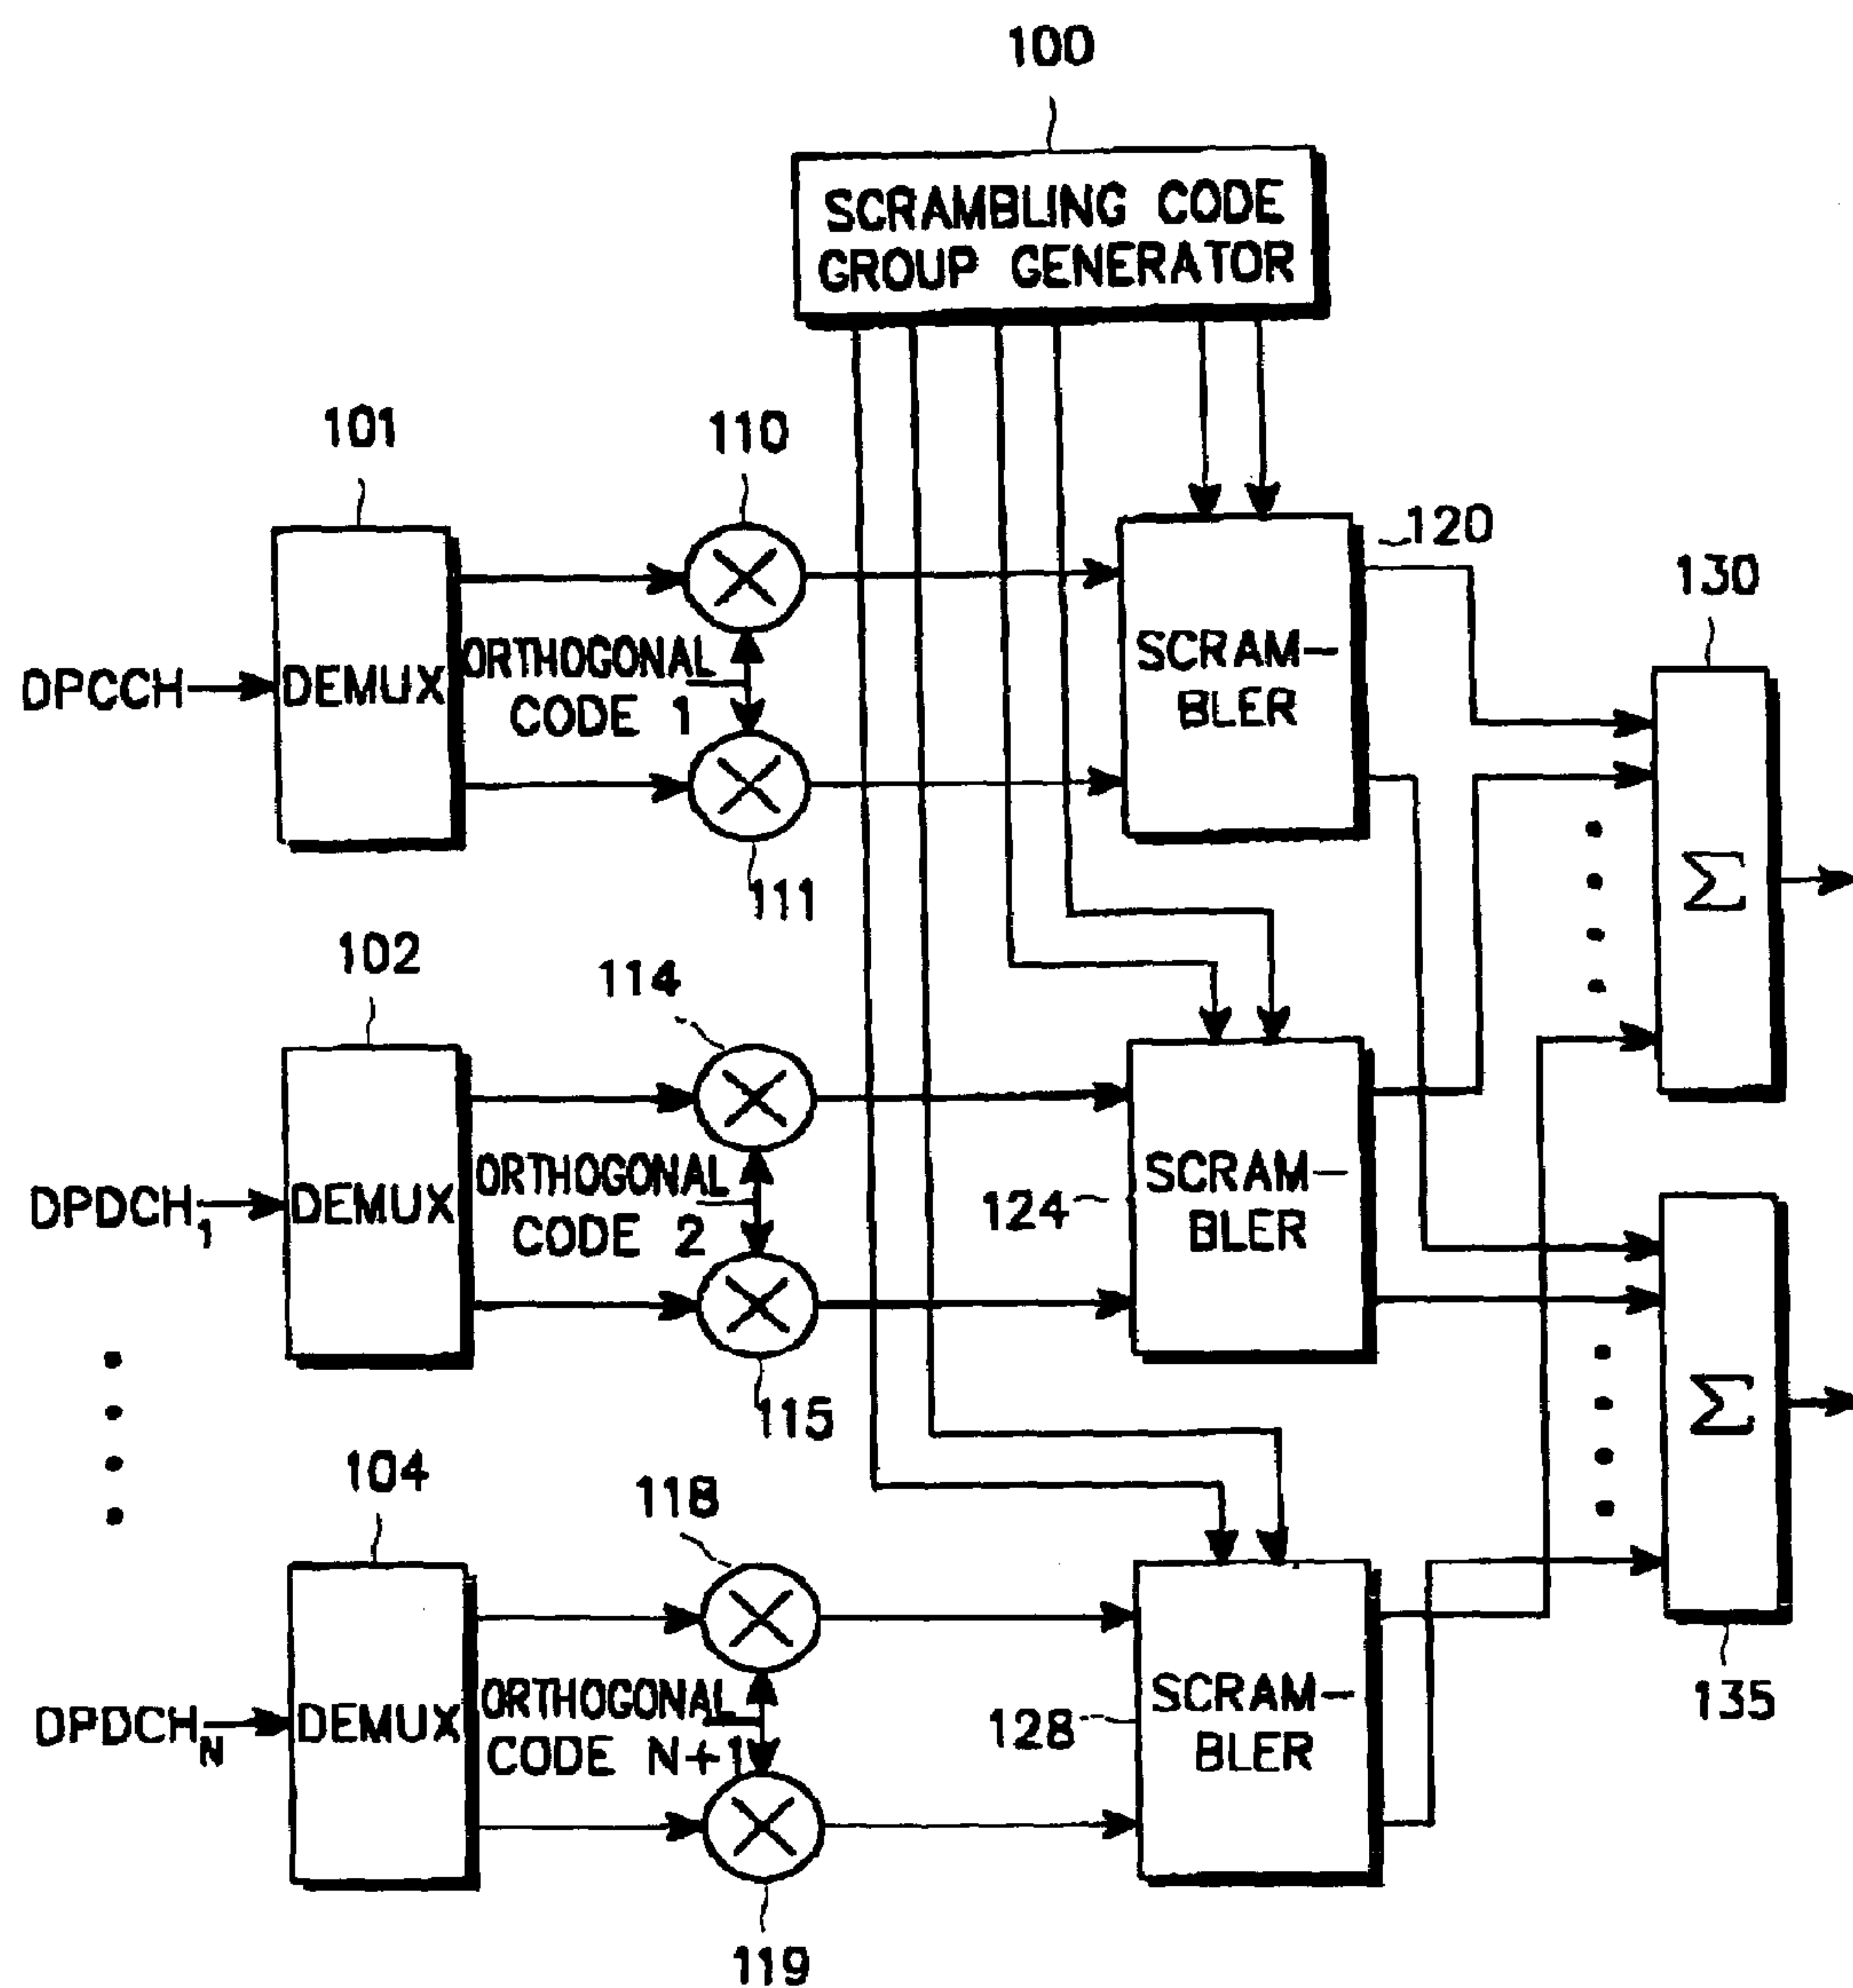 100
SCRAMBLING CODE
GROUP GENERATOR
101
110
120
130
DPCCH
DEMUX
ORTHOGONAL
CODE 1
SCRAM-
BLER
Σ
111
102
114
DPDCH1
DEMUX
ORTHOGONAL
CODE 2
124
SCRAM-
BLER
Σ
115
104
118
DPDCHN
DEMUX
ORTHOGONAL
CODE N+1
128
SCRAM-
BLER
135
119